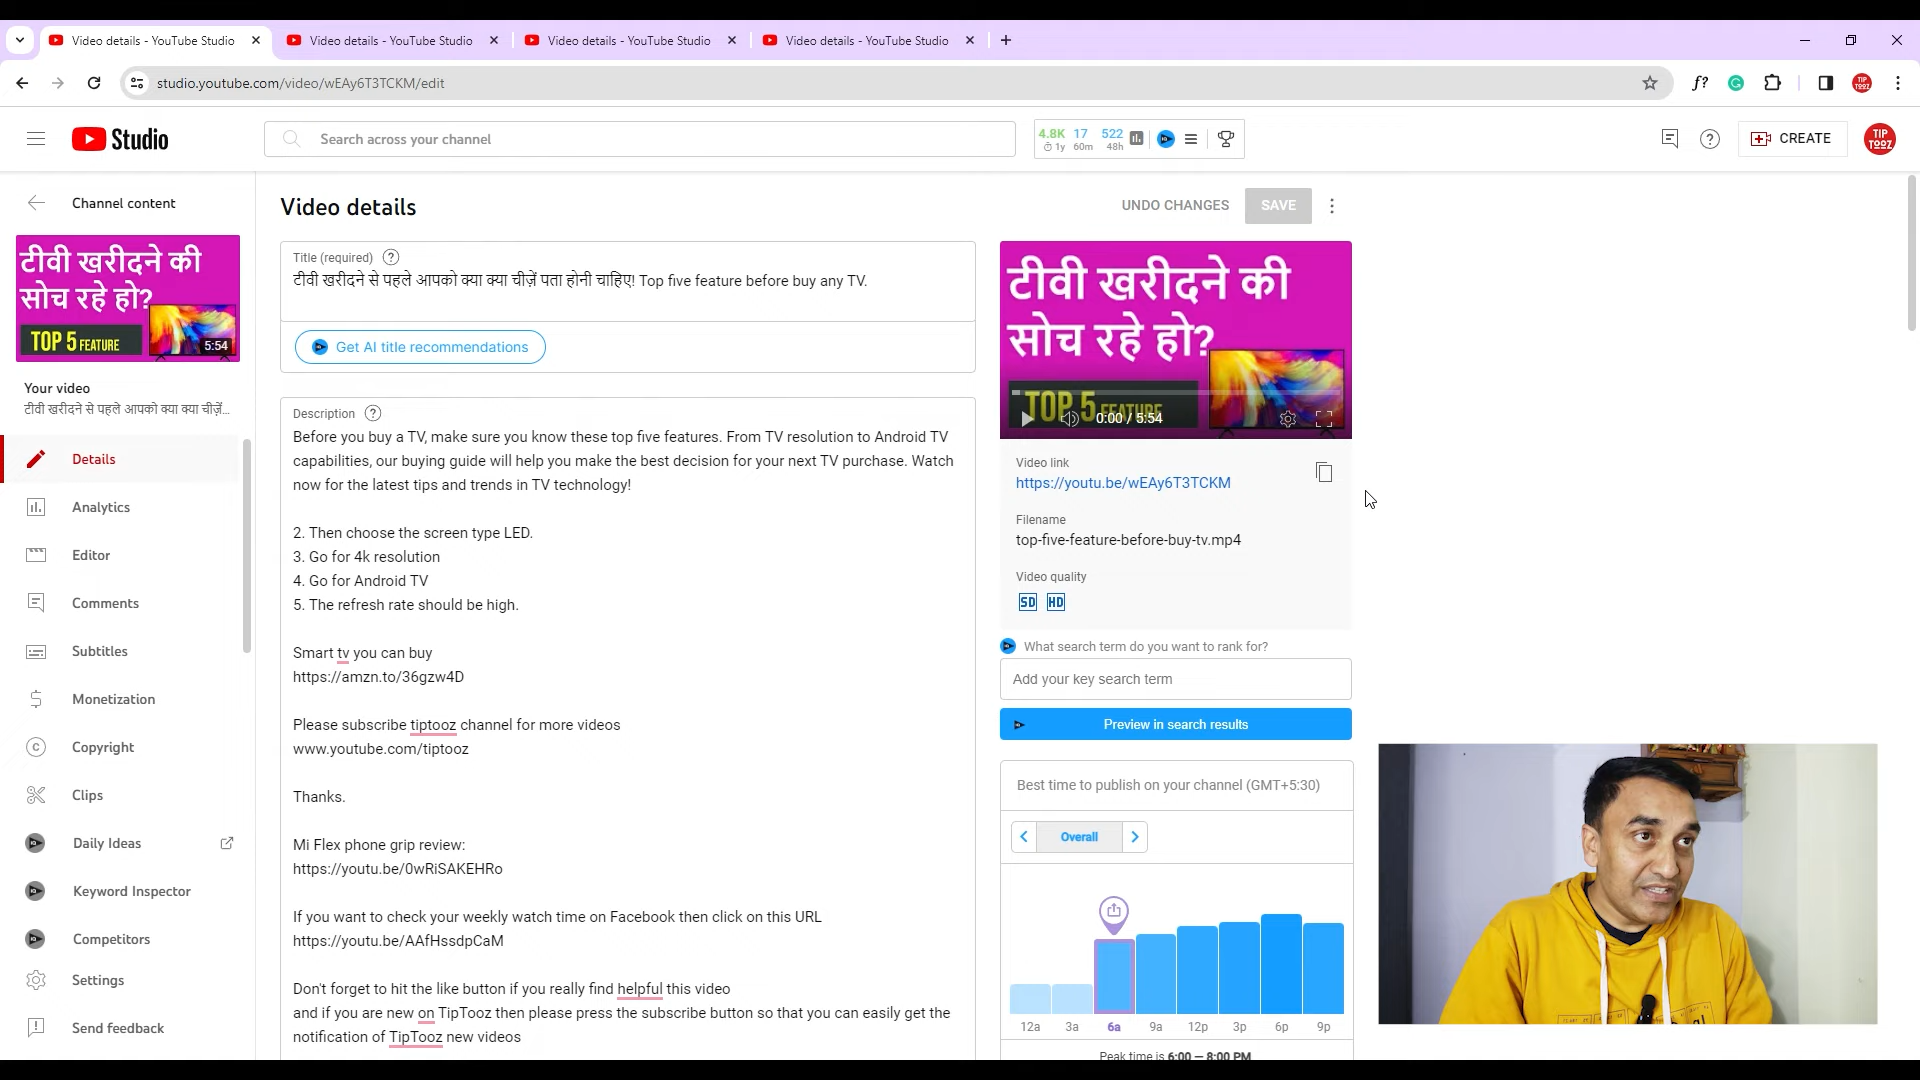 Video details - YouTube Studio
Video details - YouTube Studio
Video details - YouTube Studio
Video details - YouTube Studio
studio.youtube.com/video/wEAy6T3TCKM/edit
f?
TIP TOOZ
Studio
Search across your channel
4.8K 17 522
1y 60m 48h
CREATE
TIP
TOOZ
Channel content
टीवी खरीदने की
सोच रहे हो?
TOP 5 FEATURE
5:54
Your video
टीवी खरीदने से पहले आपको क्या क्या चीज़ें...
Details
Analytics
Editor
Comments
Subtitles
Monetization
Copyright
Clips
Daily Ideas
Keyword Inspector
Competitors
Settings
Send feedback
Video details
UNDO CHANGES
SAVE
Title (required)
टीवी खरीदने से पहले आपको क्या क्या चीज़ें पता होनी चाहिए! Top five feature before buy any TV.
Get AI title recommendations
Description
Before you buy a TV, make sure you know these top five features. From TV resolution to Android TV
capabilities, our buying guide will help you make the best decision for your next TV purchase. Watch
now for the latest tips and trends in TV technology!
2. Then choose the screen type LED.
3. Go for 4k resolution
4. Go for Android TV
5. The refresh rate should be high.
Smart tv you can buy
https://amzn.to/36gzw4D
Please subscribe tiptooz channel for more videos
www.youtube.com/tiptooz
Thanks.
Mi Flex phone grip review:
https://youtu.be/0wRiSAKEHRo
If you want to check your weekly watch time on Facebook then click on this URL
https://youtu.be/AAfHssdpCaM
Don't forget to hit the like button if you really find helpful this video
and if you are new on TipTooz then please press the subscribe button so that you can easily get the
notification of TipTooz new videos
टीवी खरीदने की
सोच रहे हो?
TOP 5 FEATURE
0:00 / 5:54
Video link
https://youtu.be/wEAy6T3TCKM
Filename
top-five-feature-before-buy-tv.mp4
Video quality
SD HD
What search term do you want to rank for?
Add your key search term
Preview in search results
Best time to publish on your channel (GMT+5:30)
Overall
12a 3a 6a 9a 12p 3p 6p 9p
Peak time is 6:00 — 8:00 PM